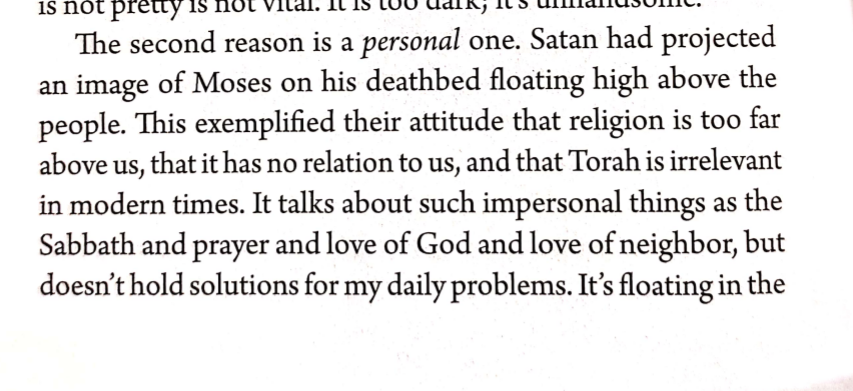 is not pretty is not vital. It is too dark; it's unhandsome.
The second reason is a personal one. Satan had projected
an image of Moses on his deathbed floating high above the
people. This exemplified their attitude that religion is too far
above us, that it has no relation to us, and that Torah is irrelevant
in modern times. It talks about such impersonal things as the
Sabbath and prayer and love of God and love of neighbor, but
doesn't hold solutions for my daily problems. It's floating in the